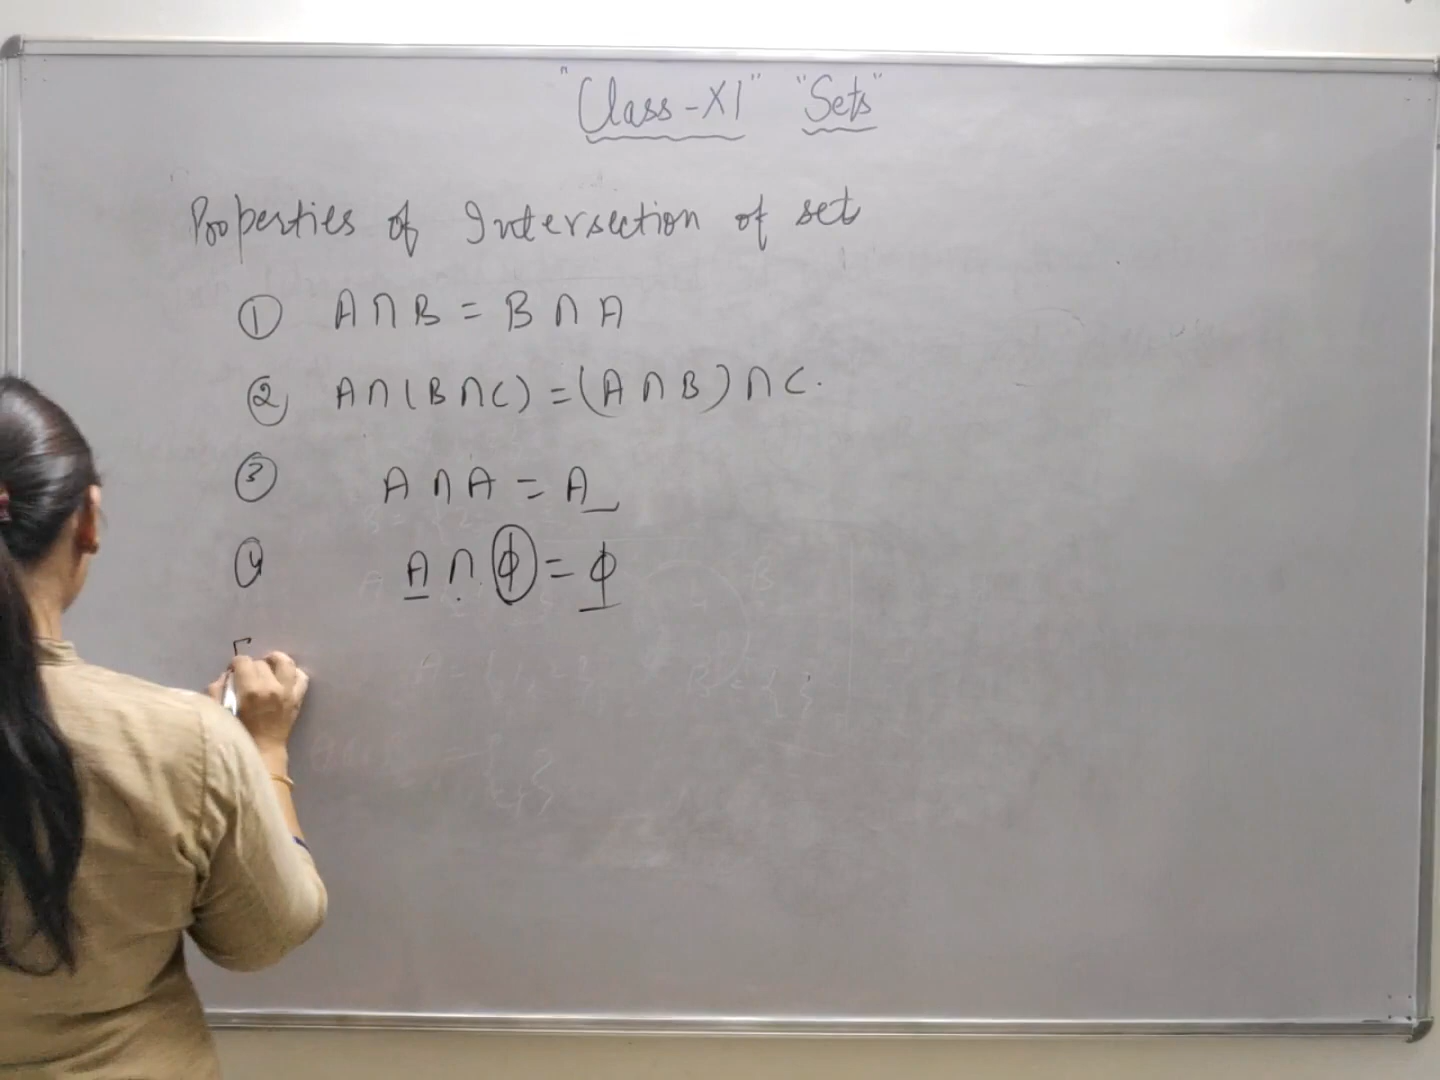 "Class-XI" "Sets"
Properties of Intersection of set
① A∩B = B∩A
② A∩(B∩C) = (A∩B)∩C.
③ A∩A = A
④ A∩ϕ = ϕ